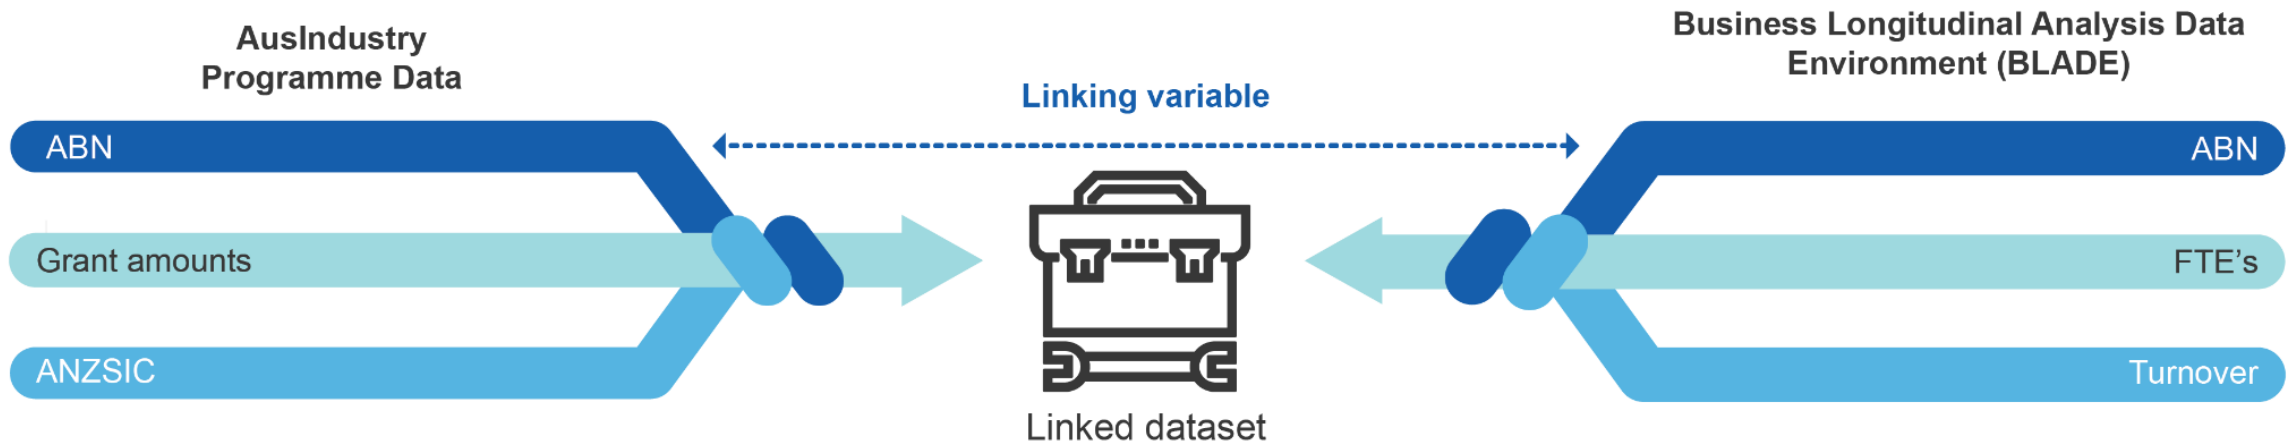 AusIndustry
Programme Data
Business Longitudinal Analysis Data
Environment (BLADE)
Linking variable
ABN
ABN
Grant amounts
FTE's
ANZSIC
Turnover
Linked dataset